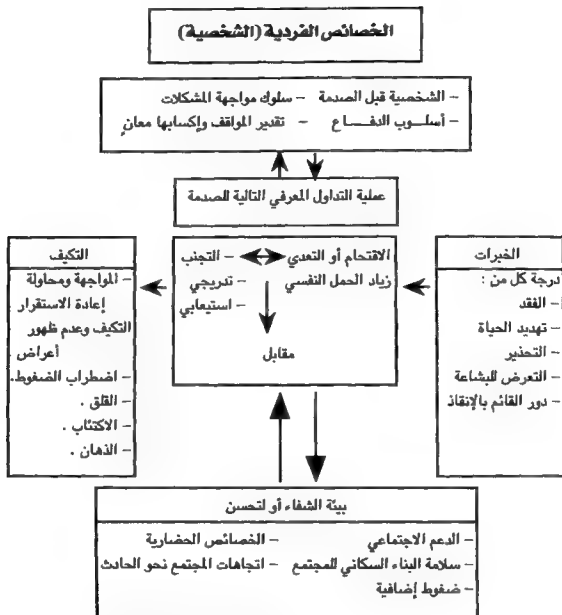 الخصائص الفردية (الشخصية)
– الشخصية قبل الصدمة – سلوك مواجهة المشكلات
– أسلــوب الدفــــاع – تقدير المواقف وإكسابها معانٍ
عملية التداول المعرفي التالية للصدمة
الخبرات
درجة كل من :
– الفقد
– تهديد الحياة
– التحذير
– التعرض للبشاعة
– دور القائم بالإنقاذ
الاقتحام أو التعدي – التجنب
زياد الحمل النفسي – تدريجي
– استيعابي
مقابل
التكيف
– المواجهة ومحاولة
إعادة الاستقرار
التكيف وعدم ظهور
أعراض
– اضطراب الضغوط.
– القلق .
– الاكتئاب .
– الذهان .
بيئة الشفاء أو لتحسن
– الدعم الاجتماعي – الخصائص الحضارية
– سلامة البناء السكاني للمجتمع – اتجاهات المجتمع نحو الحادث
– ضغوط إضافية